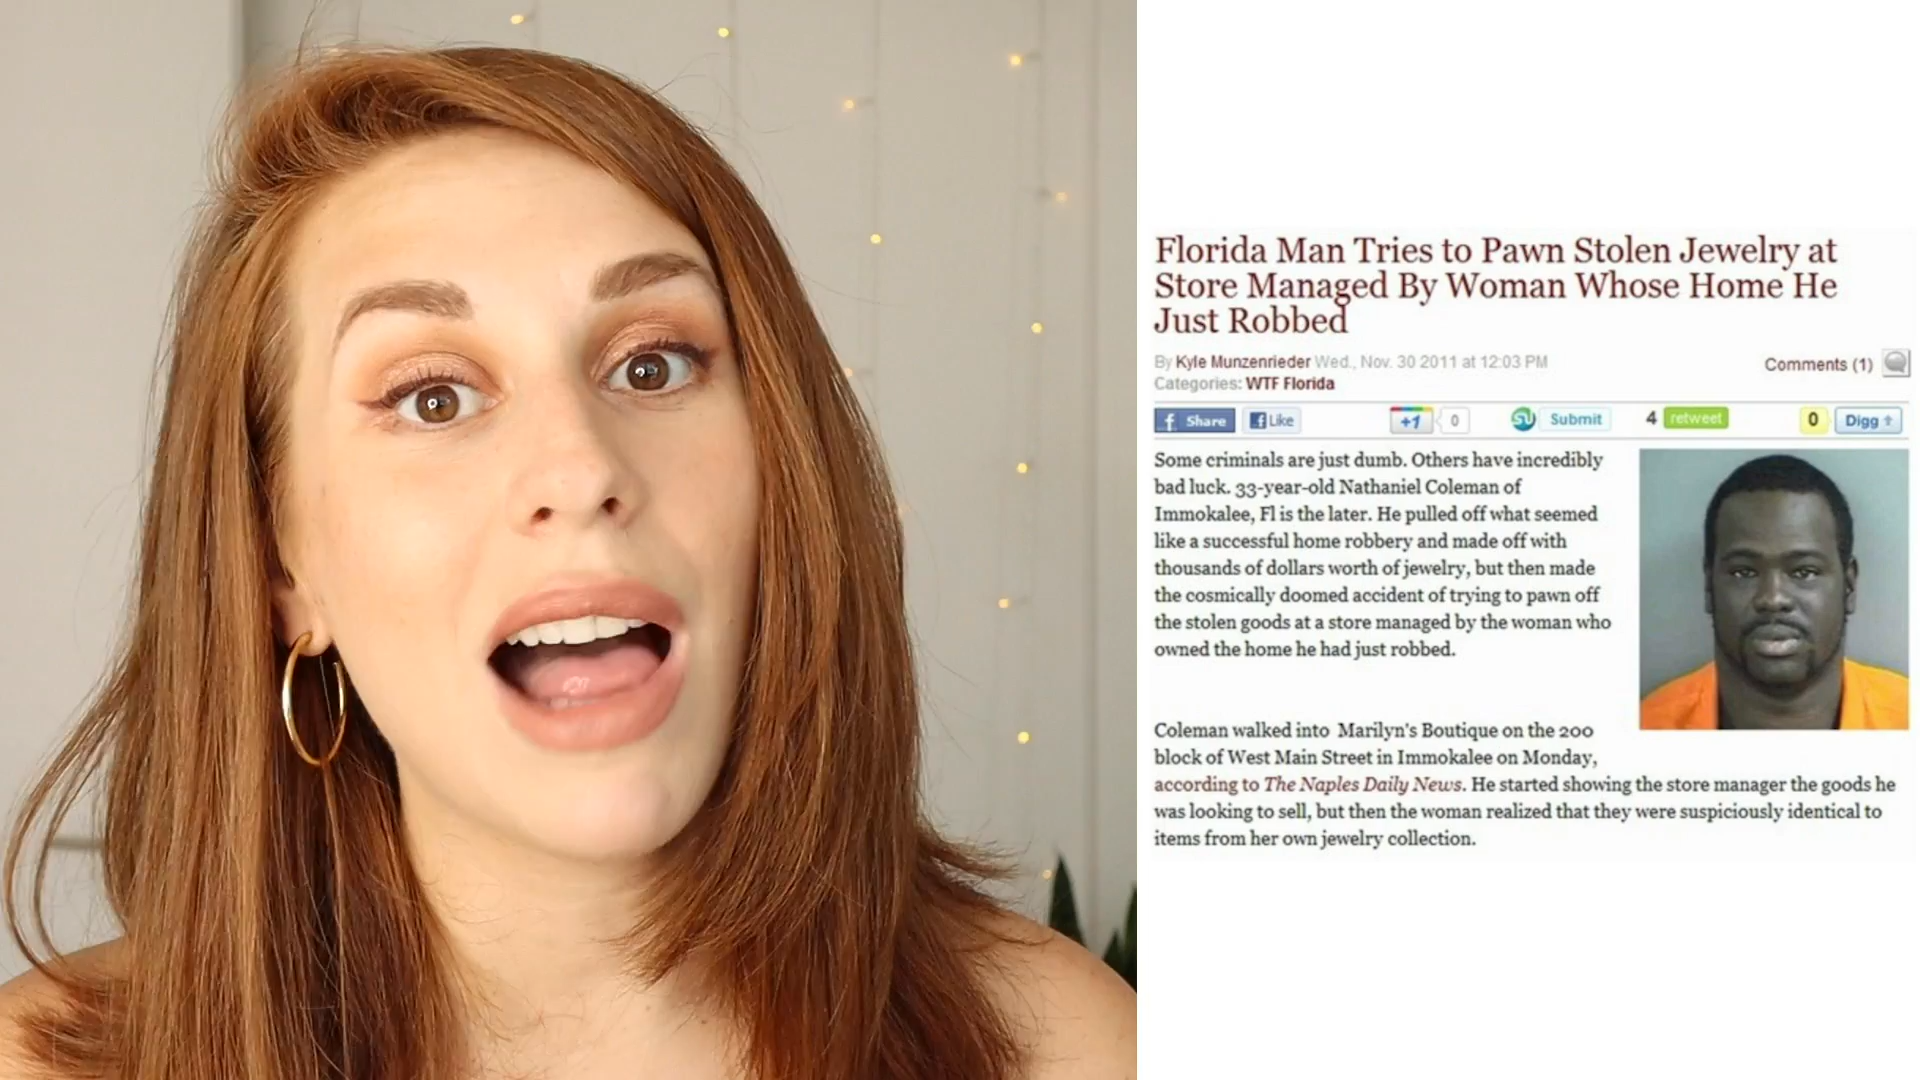 Florida Man Tries to Pawn Stolen Jewelry at
Store Managed By Woman Whose Home He
Just Robbed
By Kyle Munzenrieder Wed., Nov. 30 2011 at 12:03 PM
Comments (1)
Categories: WTF Florida
f Share
f Like
+1 0
SU Submit
4 retweet
0 Digg
Some criminals are just dumb. Others have incredibly
bad luck. 33-year-old Nathaniel Coleman of
Immokalee, Fl is the later. He pulled off what seemed
like a successful home robbery and made off with
thousands of dollars worth of jewelry, but then made
the cosmically doomed accident of trying to pawn off
the stolen goods at a store managed by the woman who
owned the home he had just robbed.
Coleman walked into Marilyn's Boutique on the 200
block of West Main Street in Immokalee on Monday,
according to The Naples Daily News. He started showing the store manager the goods he
was looking to sell, but then the woman realized that they were suspiciously identical to
items from her own jewelry collection.